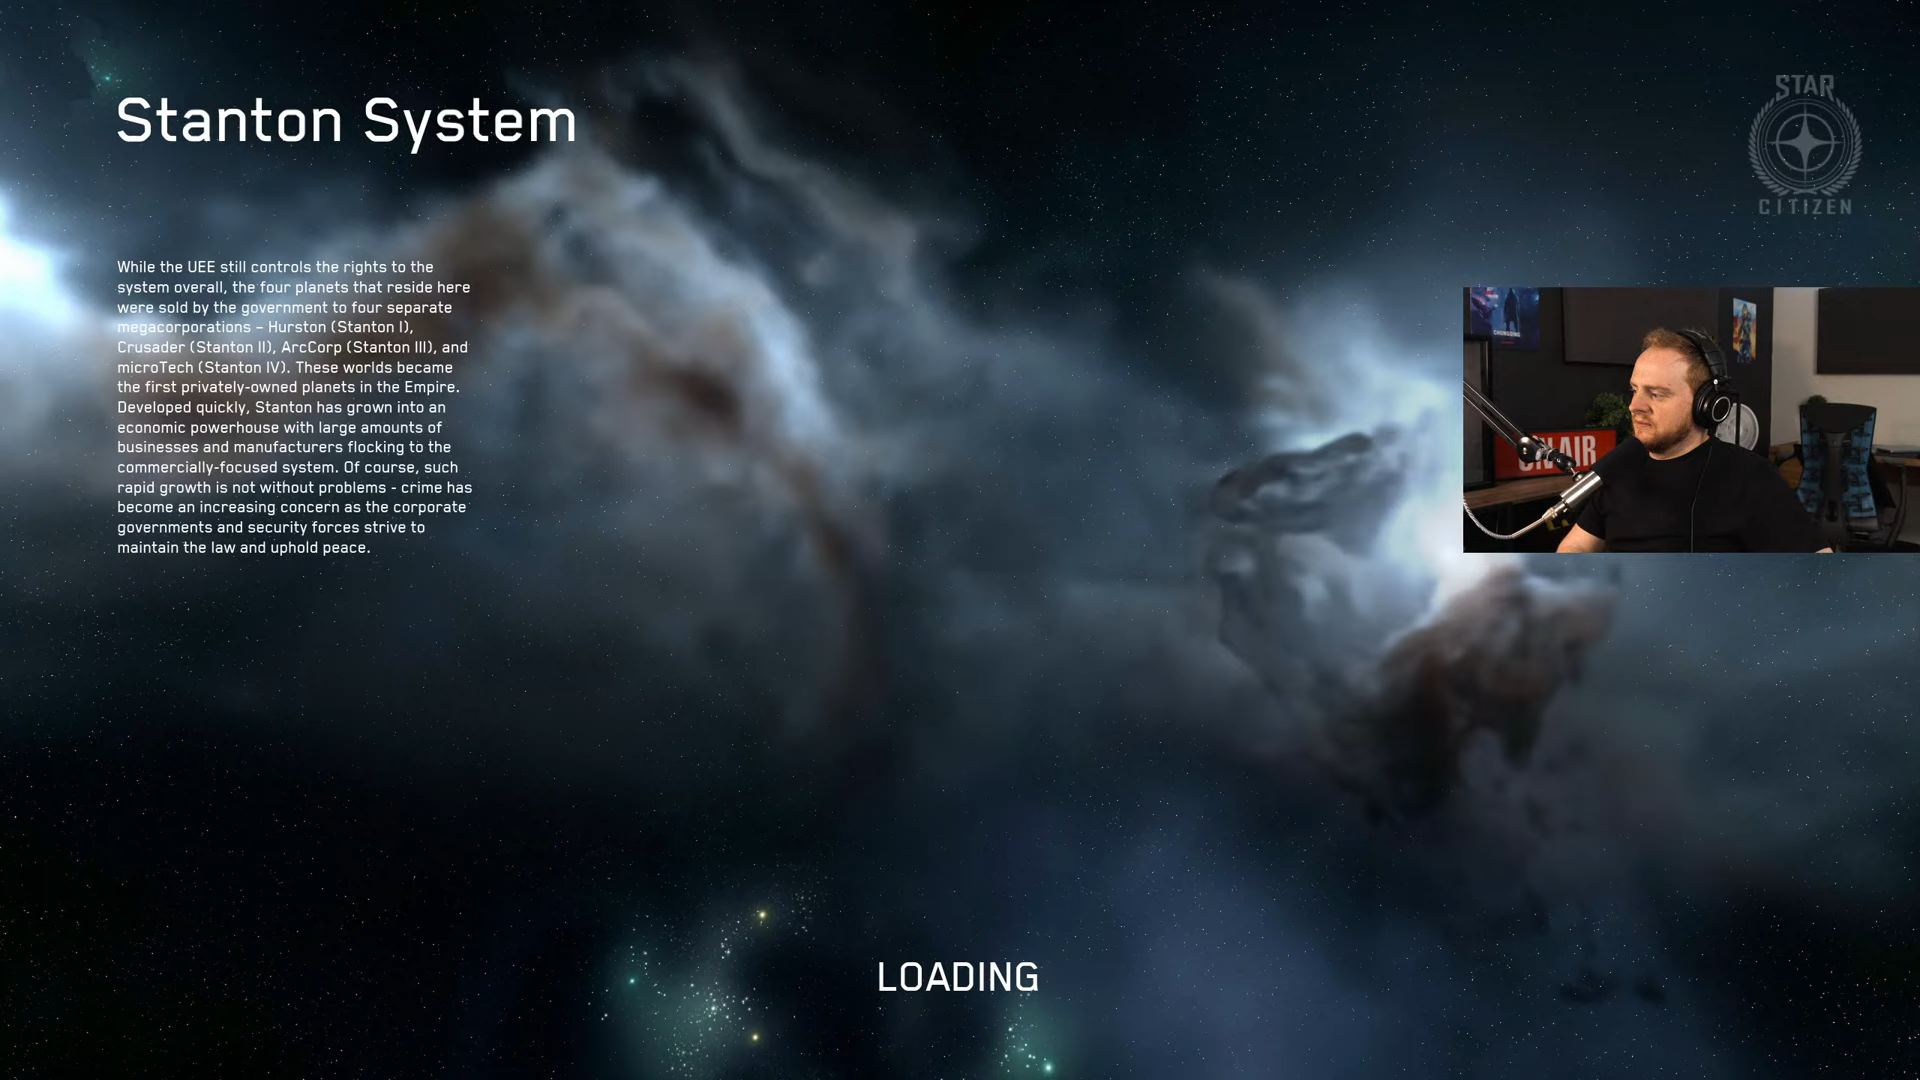 Stanton System
STAR
CITIZEN
While the UEE still controls the rights to the
system overall, the four planets that reside here
were sold by the government to four separate
megacorporations – Hurston (Stanton I),
Crusader (Stanton II), ArcCorp (Stanton III), and
microTech (Stanton IV). These worlds became
the first privately-owned planets in the Empire.
Developed quickly, Stanton has grown into an
economic powerhouse with large amounts of
businesses and manufacturers flocking to the
commercially-focused system. Of course, such
rapid growth is not without problems - crime has
become an increasing concern as the corporate
governments and security forces strive to
maintain the law and uphold peace.
ON AIR
LOADING